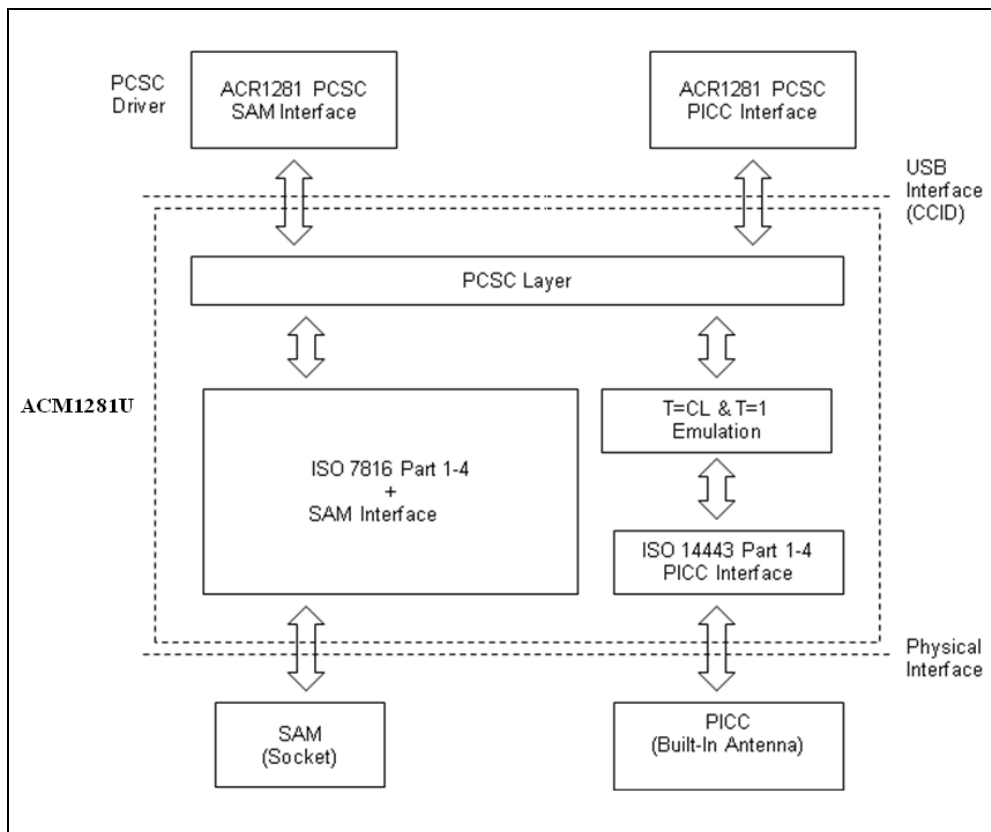 PCSC
Driver
ACR1281 PCSC
SAM Interface
ACR1281 PCSC
PICC Interface
USB
Interface
(CCID)
PCSC Layer
ACM1281U
ISO 7816 Part 1-4
+
SAM Interface
T=CL & T=1
Emulation
ISO 14443 Part 1-4
PICC Interface
Physical
Interface
SAM
(Socket)
PICC
(Built-In Antenna)